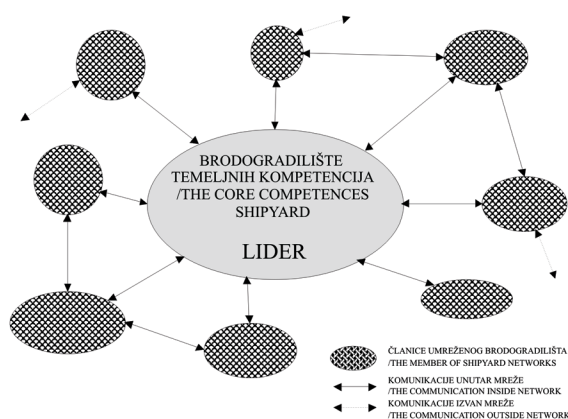 BRODOGRADILIŠTE
TEMELJNIH KOMPETENCIJA
/THE CORE COMPETENCES
SHIPYARD
LIDER
ČLANICE UMREŽENOG BRODOGRADILIŠTA
/THE MEMBER OF SHIPYARD NETWORKS
KOMUNIKACIJE UNUTAR MREŽE
/THE COMMUNICATION INSIDE NETWORK
KOMUNIKACIJE IZVAN MREŽE
/THE COMMUNICATION OUTSIDE NETWORK